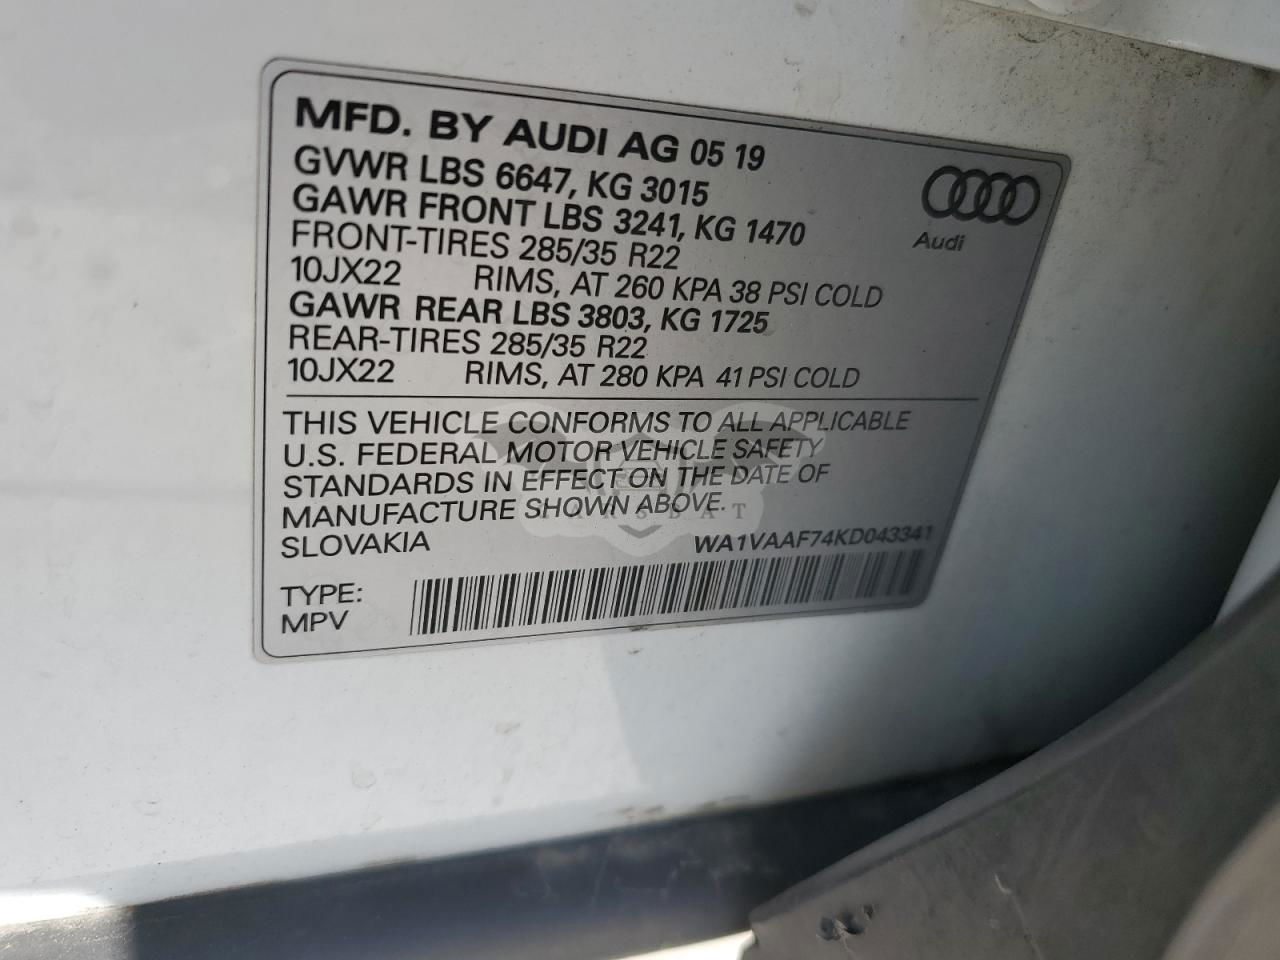 MFD. BY AUDI AG 05 19
GVWR LBS 6647, KG 3015
GAWR FRONT LBS 3241, KG 1470
FRONT-TIRES 285/35 R22
10JX22 RIMS, AT 260 KPA 38 PSI COLD
GAWR REAR LBS 3803, KG 1725
REAR-TIRES 285/35 R22
10JX22 RIMS, AT 280 KPA 41 PSI COLD
Audi
THIS VEHICLE CONFORMS TO ALL APPLICABLE
U.S. FEDERAL MOTOR VEHICLE SAFETY
STANDARDS IN EFFECT ON THE DATE OF
MANUFACTURE SHOWN ABOVE.
SLOVAKIA WA1VAAF74KD043341
TYPE:
MPV